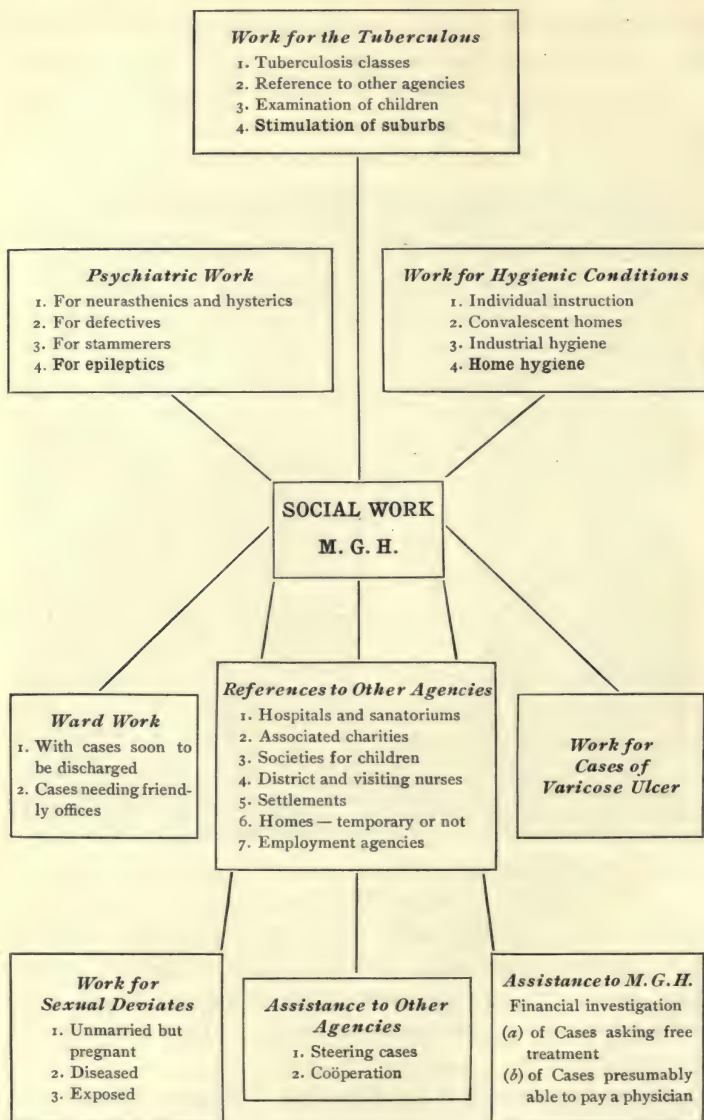 Work for the Tuberculous
1. Tuberculosis classes
2. Reference to other agencies
3. Examination of children
4. Stimulation of suburbs
Psychiatric Work
1. For neurasthenics and hysterics
2. For defectives
3. For stammerers
4. For epileptics
Work for Hygienic Conditions
1. Individual instruction
2. Convalescent homes
3. Industrial hygiene
4. Home hygiene
SOCIAL WORK
M. G. H.
Ward Work
1. With cases soon to
be discharged
2. Cases needing friend-
ly offices
References to Other Agencies
1. Hospitals and sanatoriums
2. Associated charities
3. Societies for children
4. District and visiting nurses
5. Settlements
6. Homes — temporary or not
7. Employment agencies
Work for
Cases of
Varicose Ulcer
Work for
Sexual Deviates
1. Unmarried but
pregnant
2. Diseased
3. Exposed
Assistance to Other
Agencies
1. Steering cases
2. Coöperation
Assistance to M. G. H.
Financial investigation
(a) of Cases asking free
treatment
(b) of Cases presumably
able to pay a physician